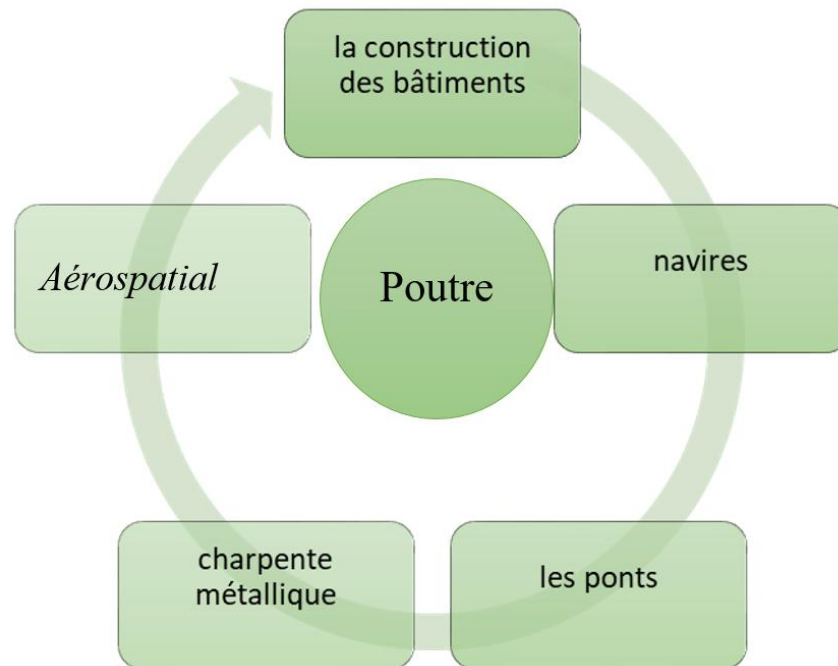 la construction
des bâtiments
navires
les ponts
charpente
métallique
Aérospatial
Poutre